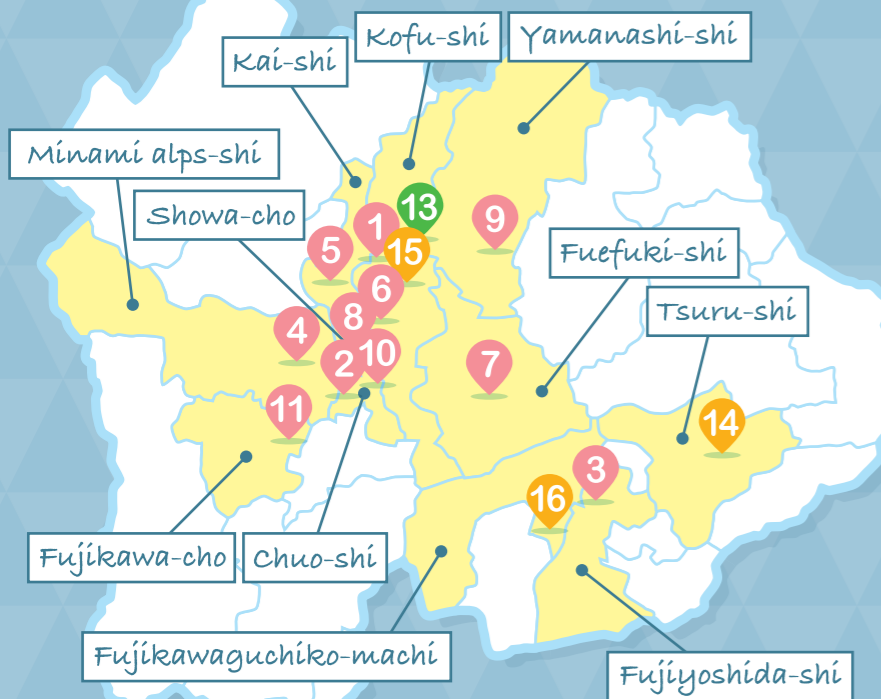 Kofu-shi
Yamanashi-shi
Kai-shi
Minami alps-shi
Showa-cho
13
1
9
5
15
Fuefuki-shi
6
Tsuru-shi
8
4
10
2
7
11
14
3
16
Fujikawa-cho
Chuo-shi
Fujikawaguchiko-machi
Fujiyoshida-shi